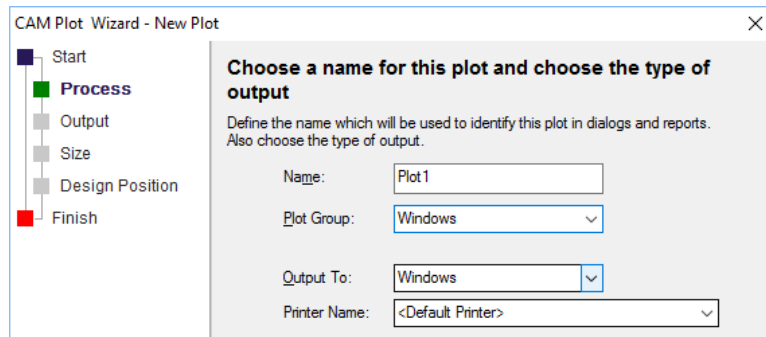 CAM Plot Wizard - New Plot
Start
Process
Output
Size
Design Position
Finish
Choose a name for this plot and choose the type of
output
Define the name which will be used to identify this plot in dialogs and reports.
Also choose the type of output.
Name: Plot1
Plot Group: Windows
Output To: Windows
Printer Name: <Default Printer>